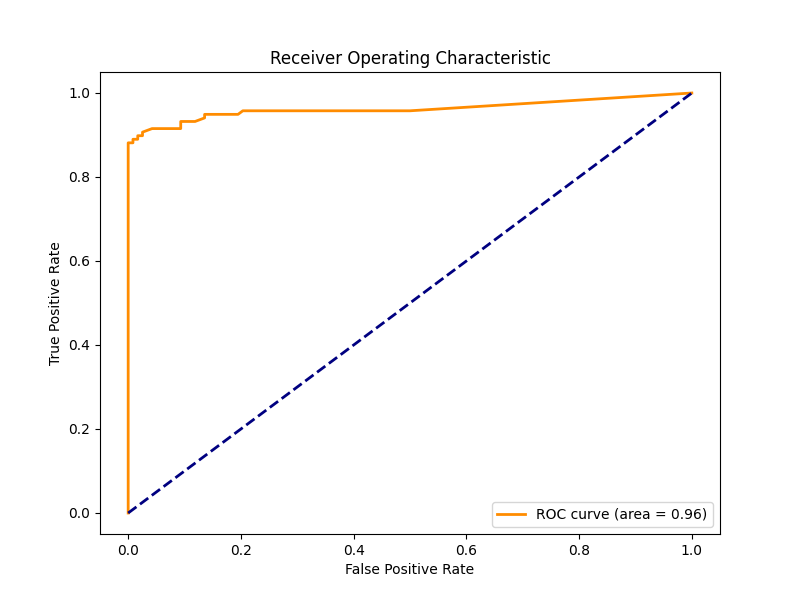 Receiver Operating Characteristic
True Positive Rate
1.0
0.8
0.6
0.4
0.2
0.0
0.0 0.2 0.4 0.6 0.8 1.0
False Positive Rate
ROC curve (area = 0.96)